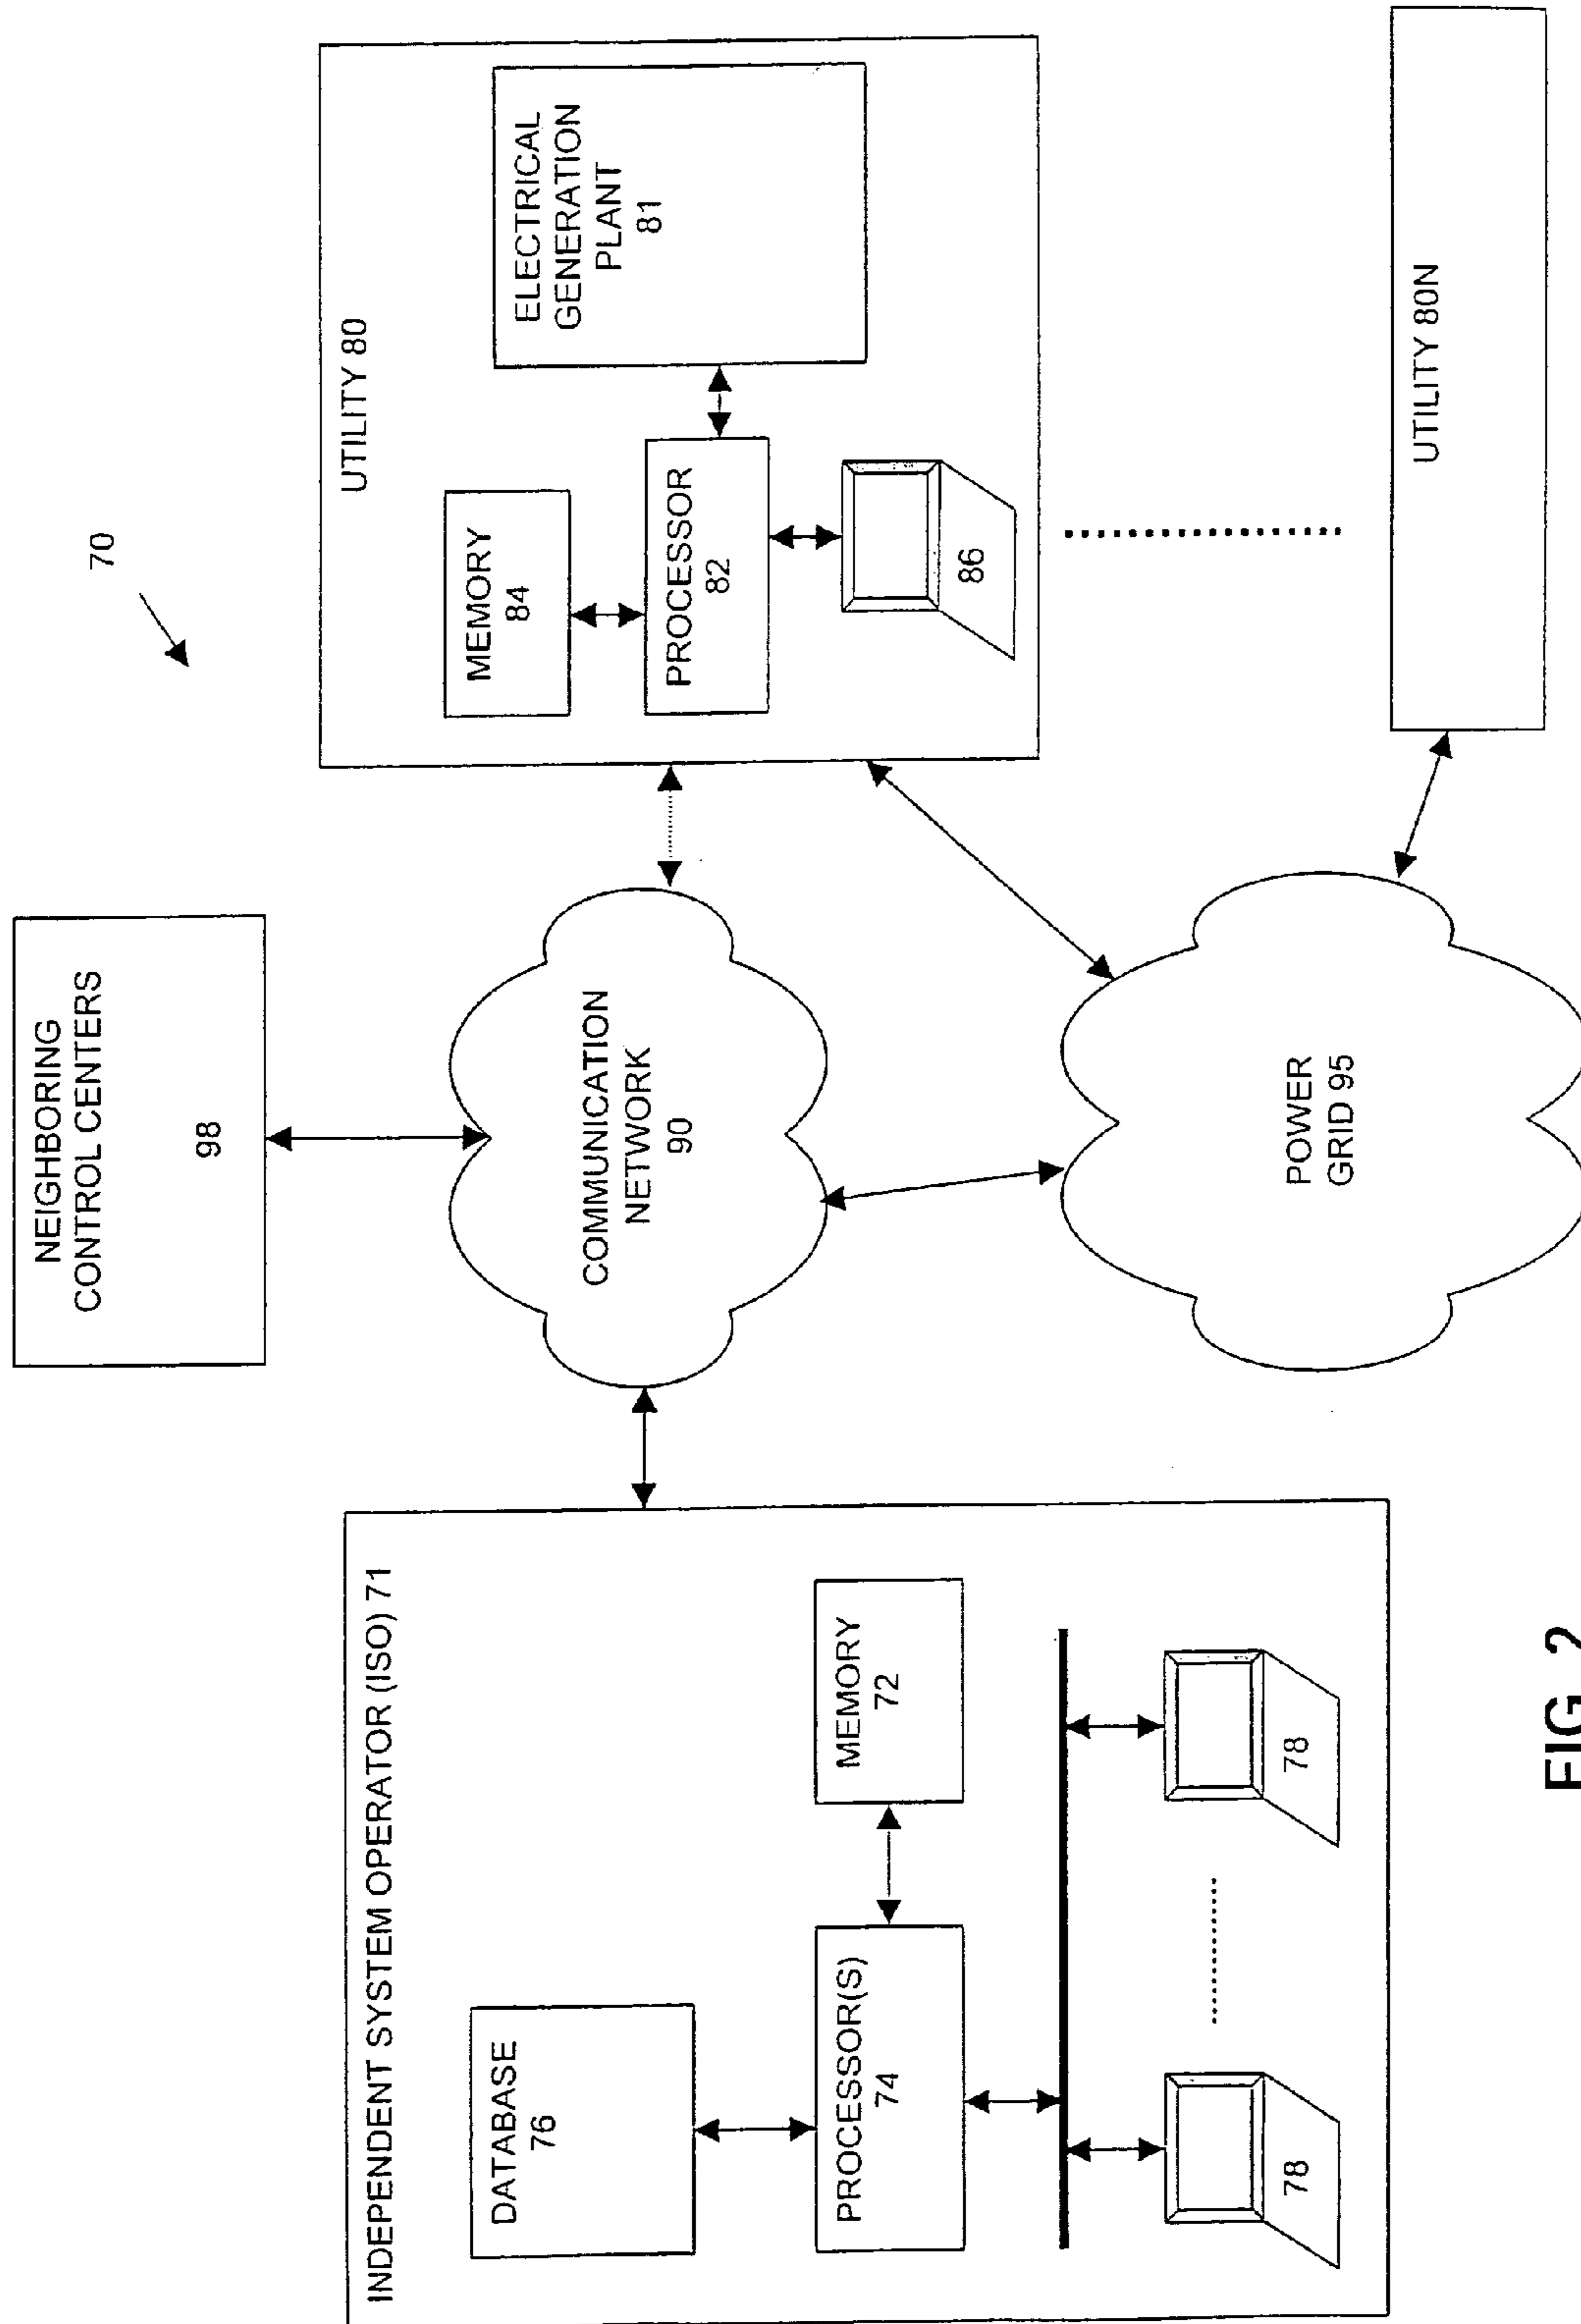 70
NEIGHBORING
CONTROL CENTERS
98
INDEPENDENT SYSTEM OPERATOR (ISO) 71
DATABASE
76
PROCESSOR(S)
74
MEMORY
72
78
78
COMMUNICATION
NETWORK
90
POWER
GRID 95
UTILITY 80
MEMORY
84
PROCESSOR
82
ELECTRICAL
GENERATION
PLANT
81
86
UTILITY 80N
FIG. 2